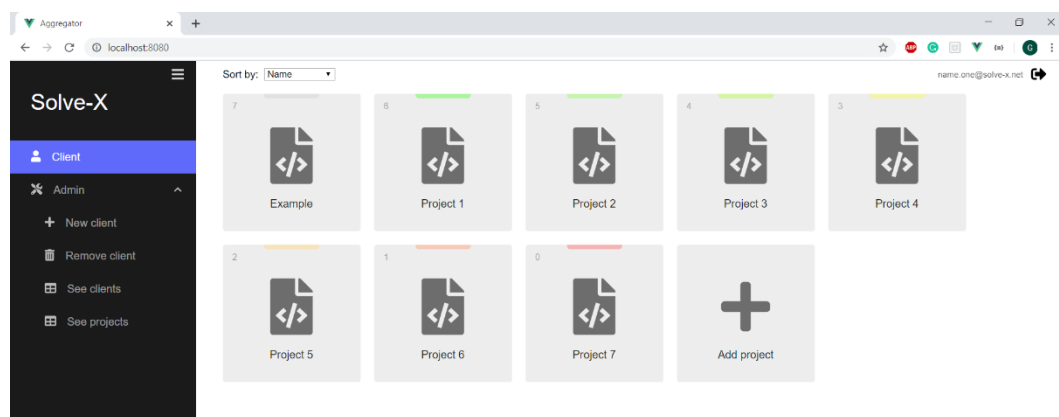 Aggregator
localhost:8080
ABP
G
Solve-X
Client
Admin
New client
Remove client
See clients
See projects
Sort by: Name
name.one@solve-x.net
7
6
5
4
3
</>
</>
</>
</>
</>
Example
Project 1
Project 2
Project 3
Project 4
2
1
0
</>
</>
</>
Project 5
Project 6
Project 7
Add project